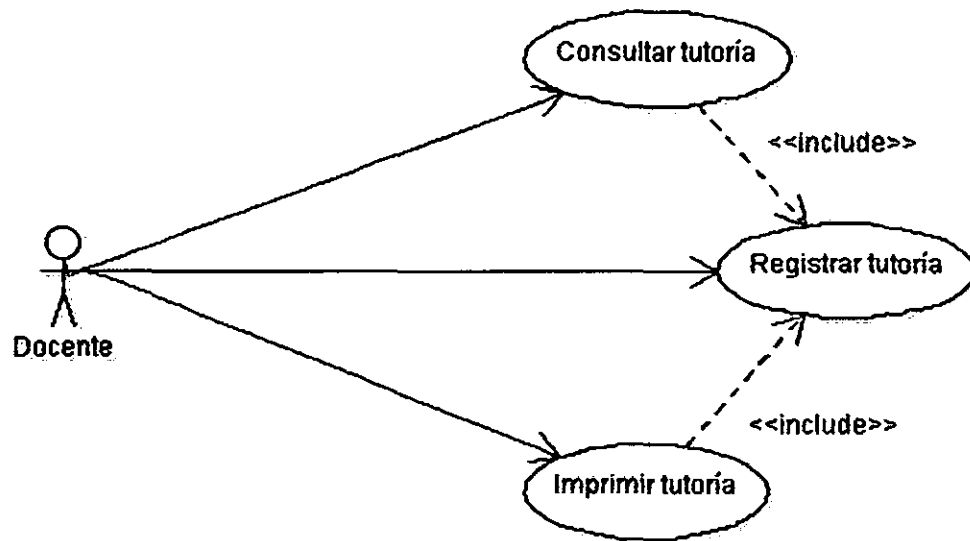 Consultar tutoría
<<include>>
Registrar tutoría
Docente
<<include>>
Imprimir tutoría